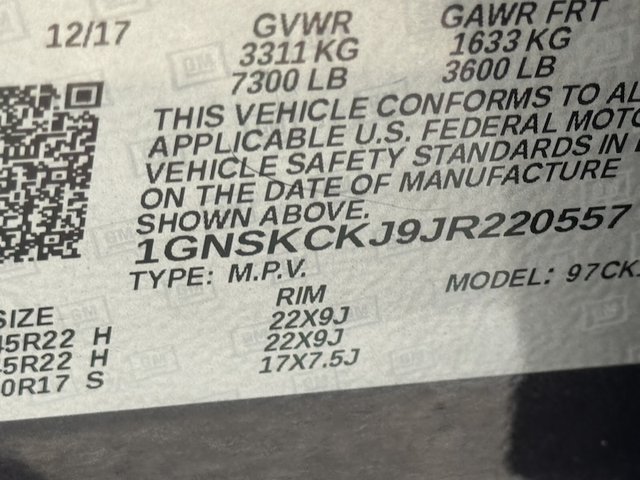 12/17 GVWR GAWR FRT
3311 KG 1633 KG
7300 LB 3600 LB
THIS VEHICLE CONFORMS TO AL
APPLICABLE U.S. FEDERAL MOTO
VEHICLE SAFETY STANDARDS IN
ON THE DATE OF MANUFACTURE
SHOWN ABOVE.
1GNSKCKJ9JR220557
TYPE: M.P.V. MODEL: 97CK
SIZE RIM
5R22 H 22X9J
5R22 H 22X9J
0R17 S 17X7.5J